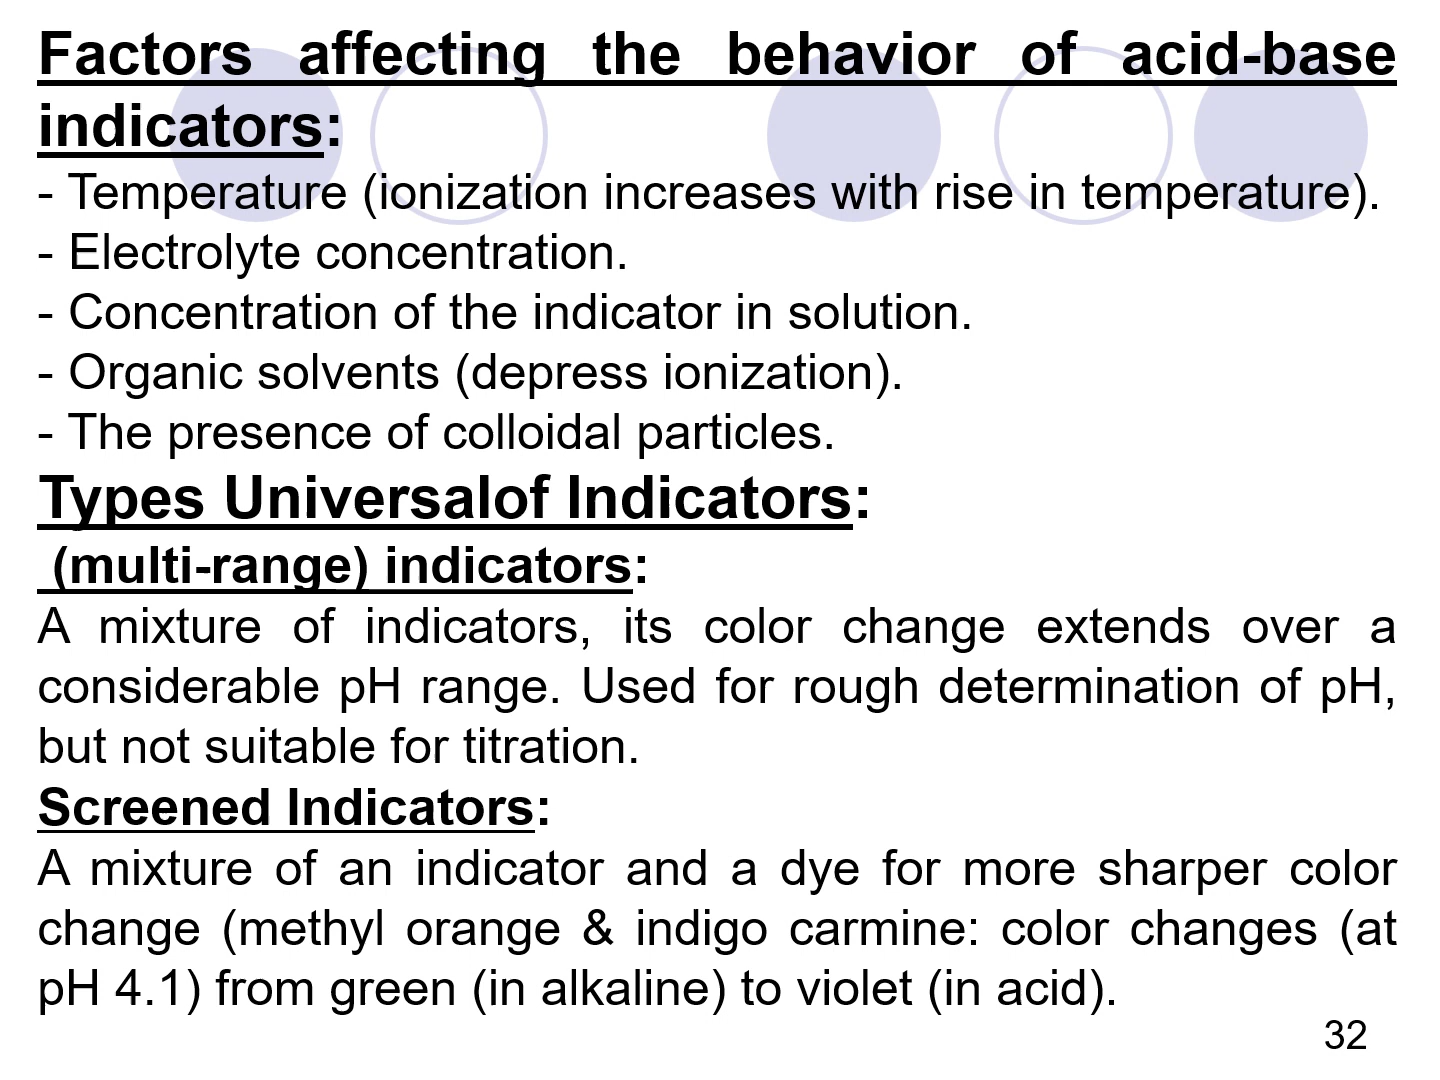 Factors affecting the behavior of acid-base
indicators:
- Temperature (ionization increases with rise in temperature).
- Electrolyte concentration.
- Concentration of the indicator in solution.
- Organic solvents (depress ionization).
- The presence of colloidal particles.
Types Universalof Indicators:
(multi-range) indicators:
A mixture of indicators, its color change extends over a
considerable pH range. Used for rough determination of pH,
but not suitable for titration.
Screened Indicators:
A mixture of an indicator and a dye for more sharper color
change (methyl orange & indigo carmine: color changes (at
pH 4.1) from green (in alkaline) to violet (in acid).
32